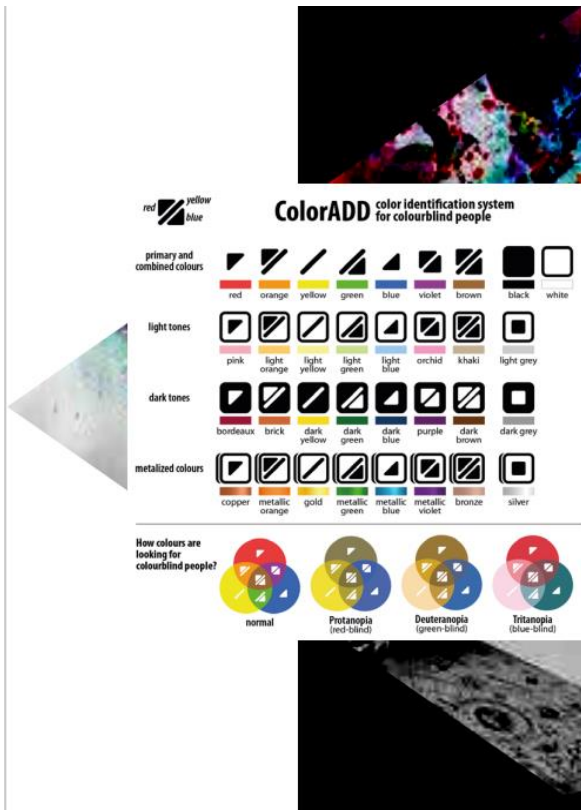 red yellow
blue
ColorADD color identification system
for colourblind people
primary and
combined colours
red orange yellow green blue violet brown black white
light tones
pink light orange light yellow light green light blue orchid khaki light grey
dark tones
bordeaux brick dark yellow dark green dark blue purple dark brown dark grey
metalized colours
copper metallic orange gold metallic green metallic blue metallic violet bronze silver
How colours are
looking for
colourblind people?
normal Protanopia Deuteranopia Tritanopia
(red-blind) (green-blind) (blue-blind)